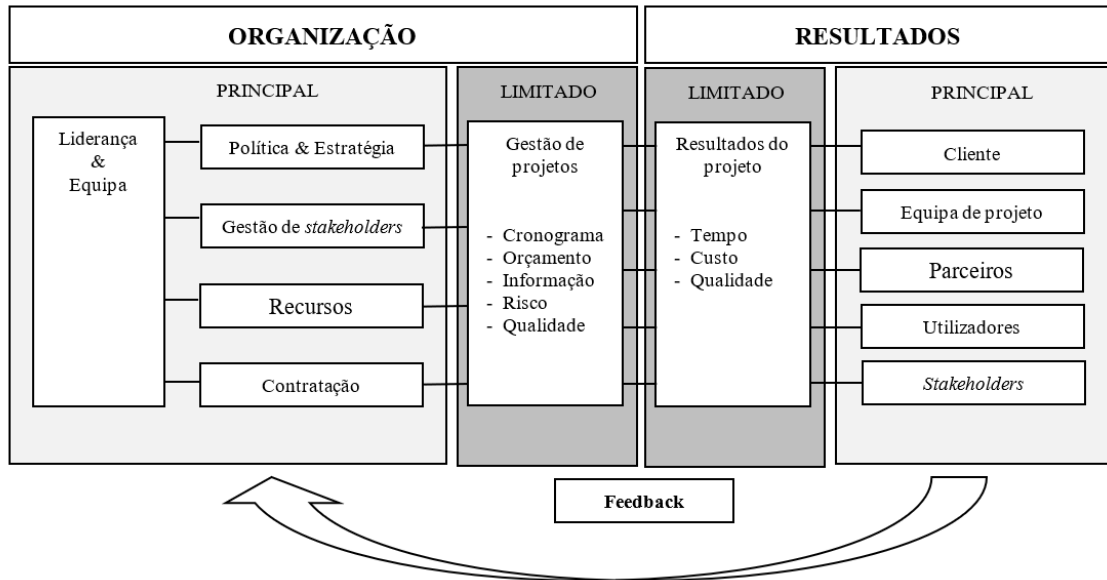 ORGANIZAÇÃO
RESULTADOS
PRINCIPAL
LIMITADO
LIMITADO
PRINCIPAL
Liderança
&
Equipa
Política & Estratégia
Gestão de stakeholders
Recursos
Contratação
Gestão de
projetos
- Cronograma
- Orçamento
- Informação
- Risco
- Qualidade
Resultados do
projeto
- Tempo
- Custo
- Qualidade
Cliente
Equipa de projeto
Parceiros
Utilizadores
Stakeholders
Feedback